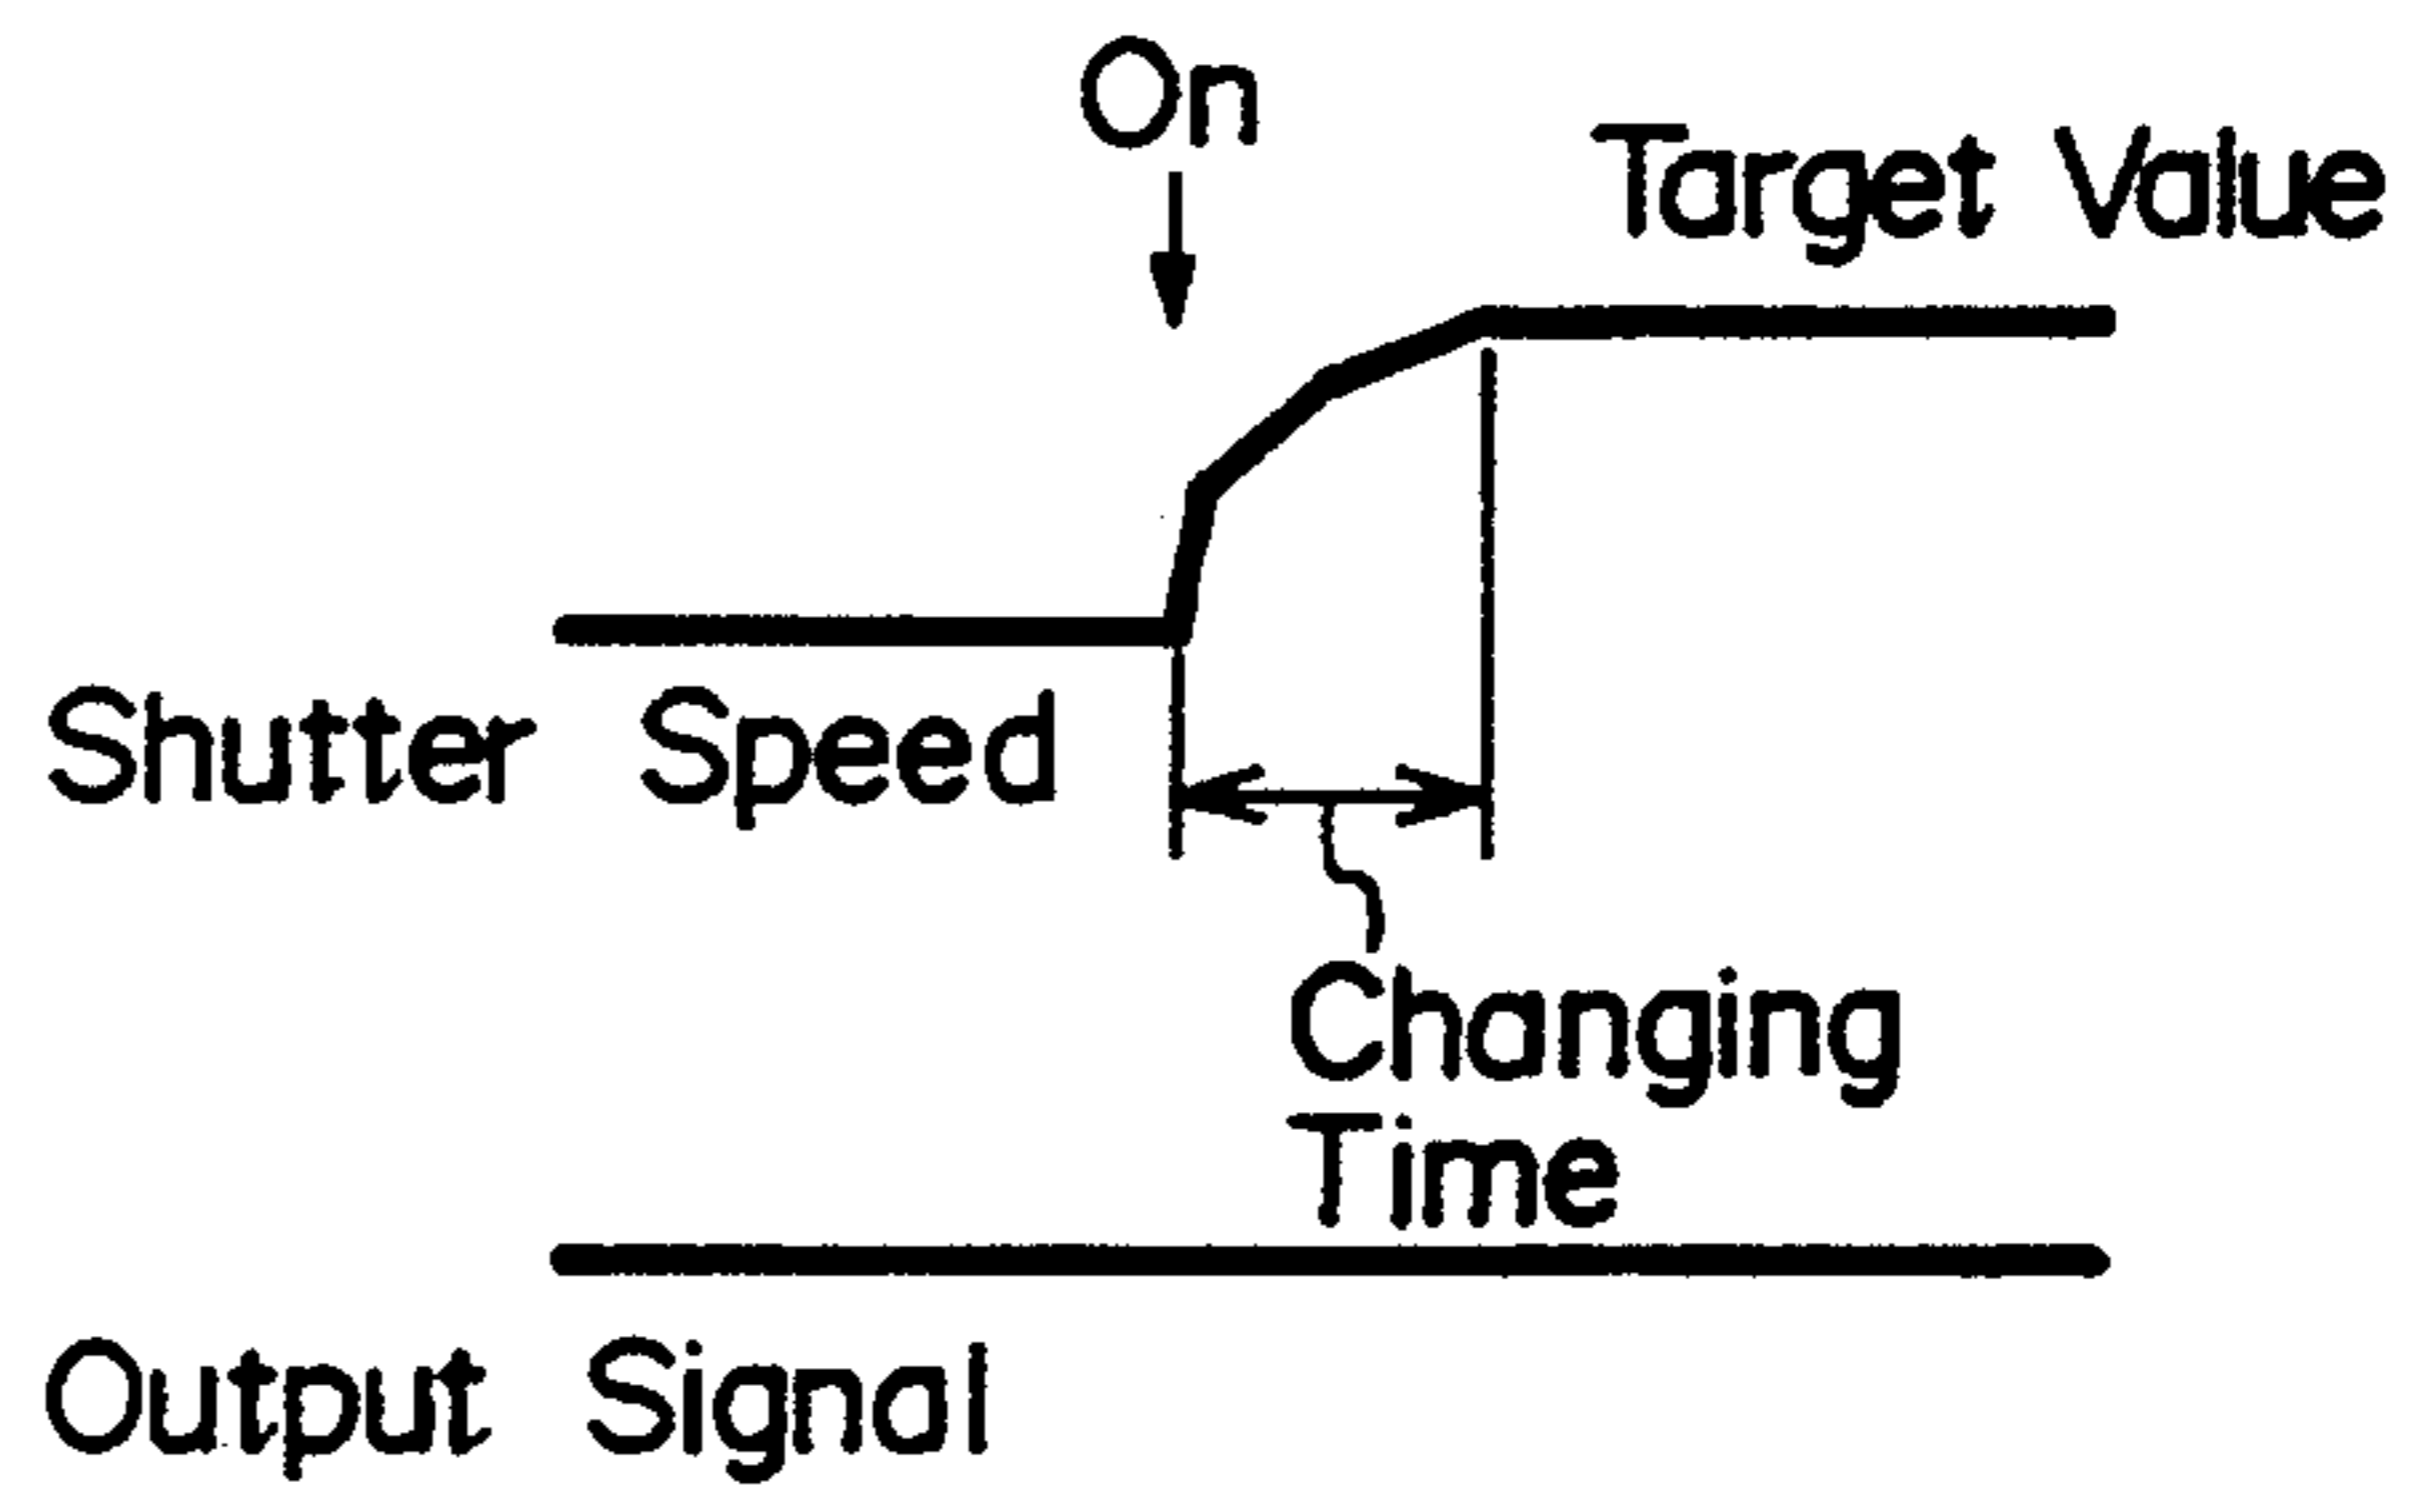 On
Target Value
Shutter Speed
Changing
Time
Output Signal